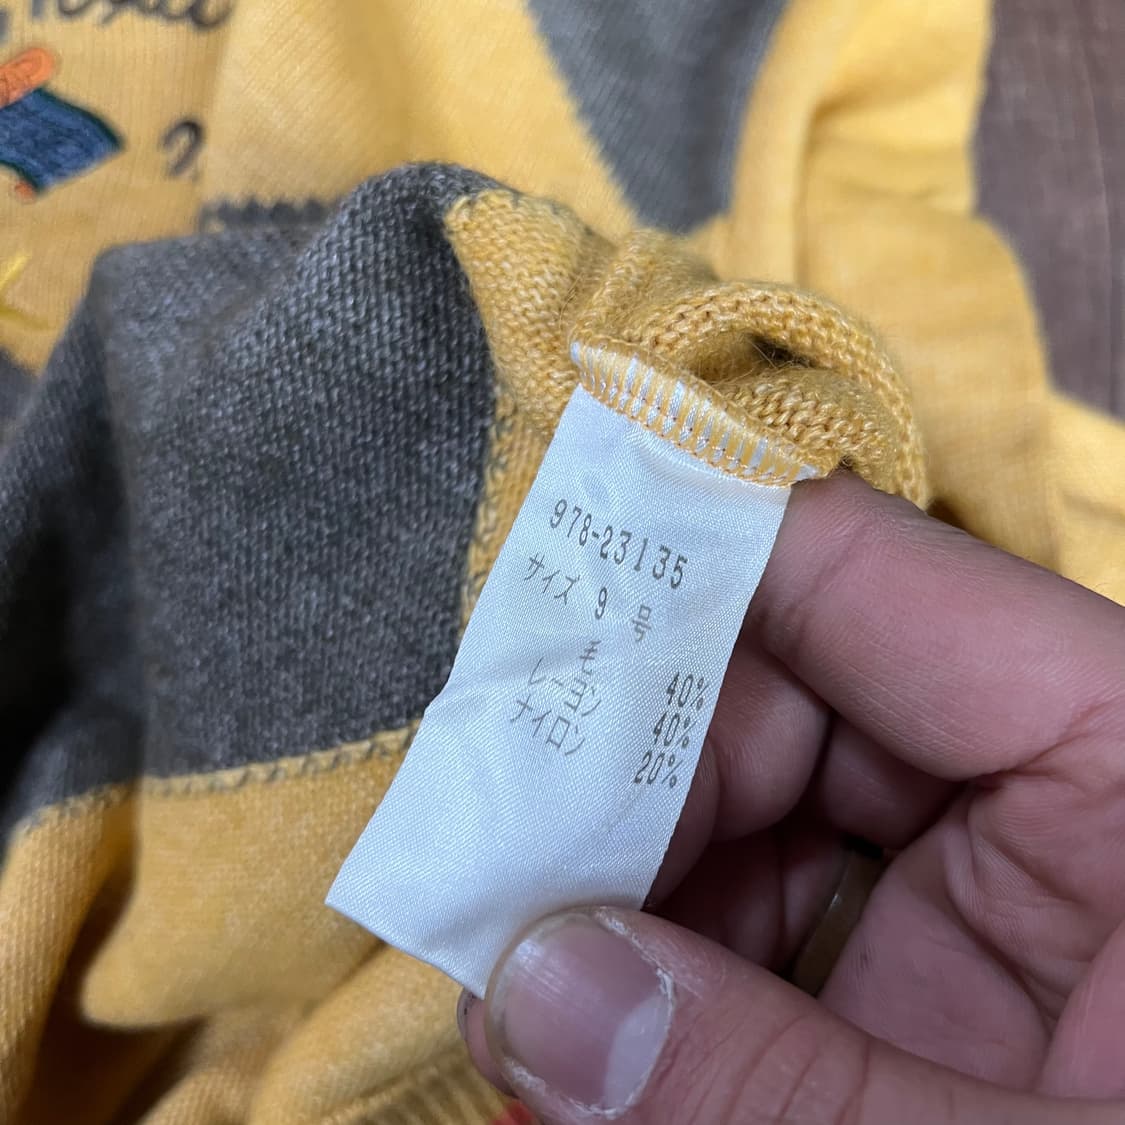 978-23135
サイズ 9 号
毛 40%
レーヨン 40%
ナイロン 20%